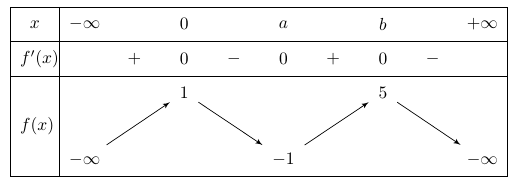 x −∞ 0 a b +∞
f′(x) + 0 − 0 + 0 −
1 5
f(x)
−∞ −1 −∞